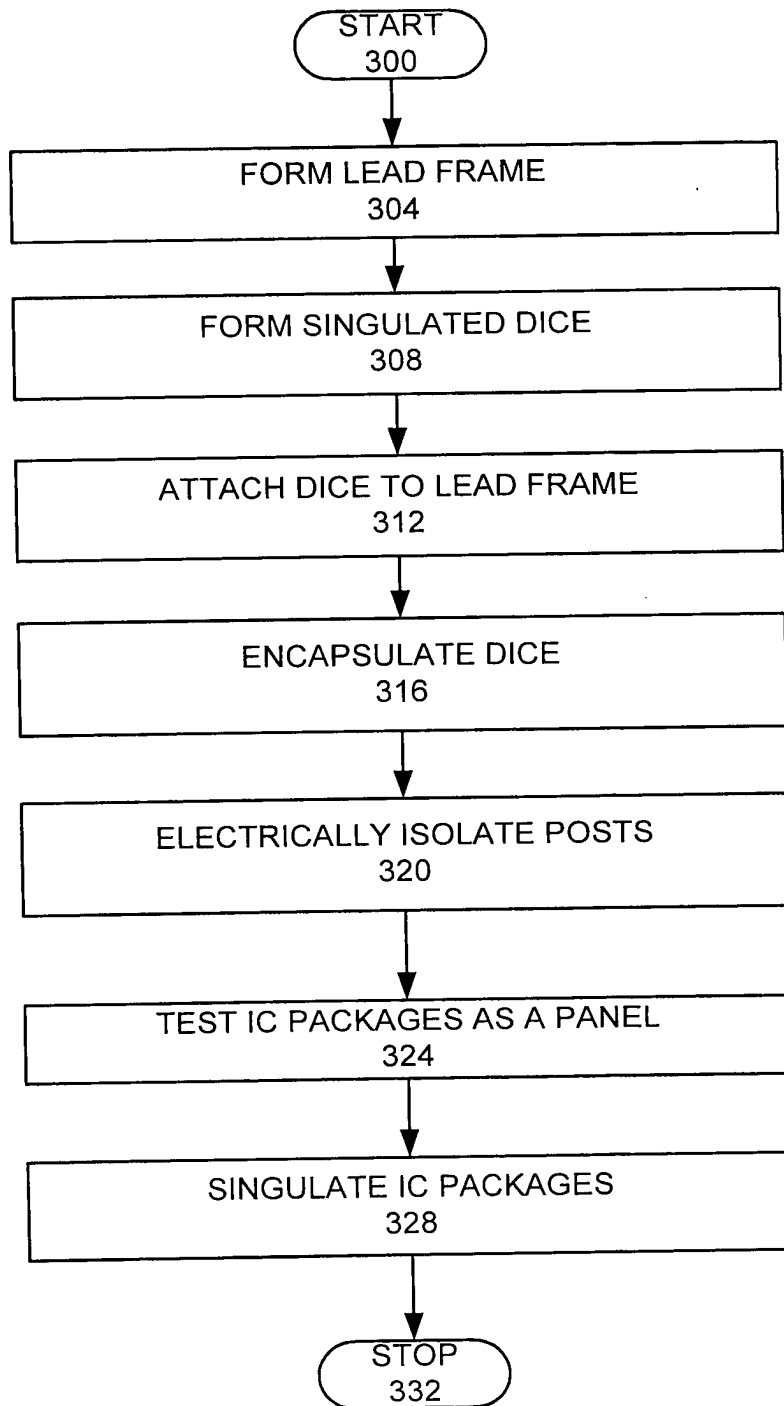 START
300
FORM LEAD FRAME
304
FORM SINGULATED DICE
308
ATTACH DICE TO LEAD FRAME
312
ENCAPSULATE DICE
316
ELECTRICALLY ISOLATE POSTS
320
TEST IC PACKAGES AS A PANEL
324
SINGULATE IC PACKAGES
328
STOP
332